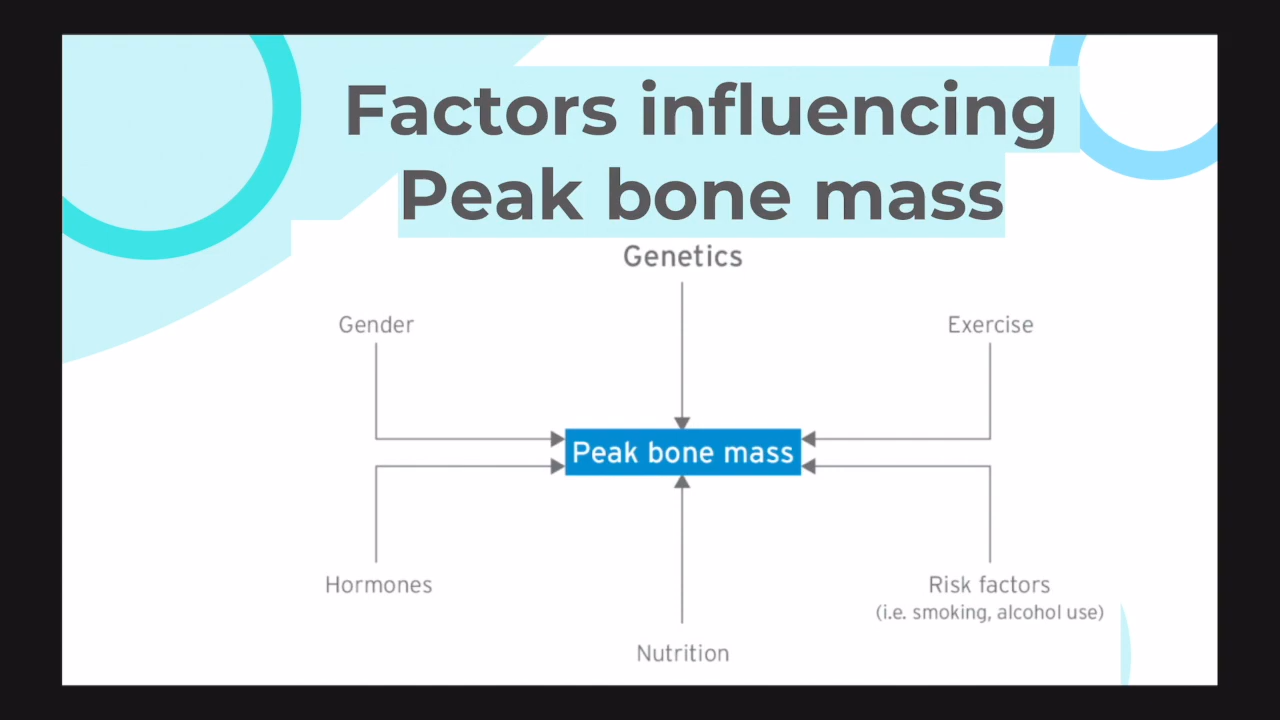 Factors influencing
Peak bone mass
Genetics
Gender
Exercise
Peak bone mass
Hormones
Risk factors
(i.e. smoking, alcohol use)
Nutrition